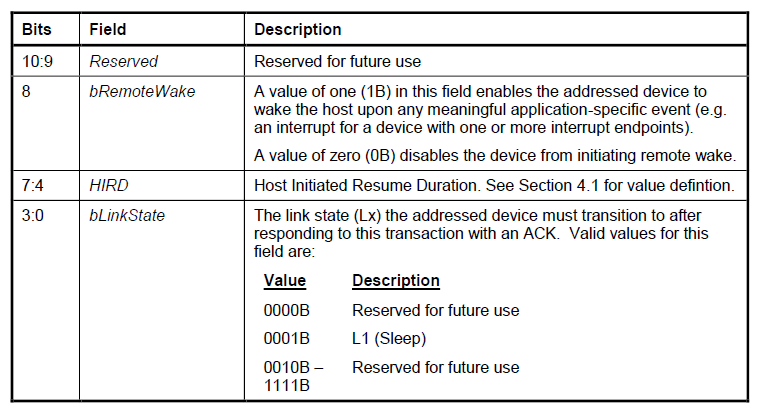 Bits Field Description
10:9 Reserved Reserved for future use
8 bRemoteWake A value of one (1B) in this field enables the addressed device to
wake the host upon any meaningful application-specific event (e.g.
an interrupt for a device with one or more interrupt endpoints).
A value of zero (0B) disables the device from initiating remote wake.
7:4 HIRD Host Initiated Resume Duration. See Section 4.1 for value defintion.
3:0 bLinkState The link state (Lx) the addressed device must transition to after
responding to this transaction with an ACK. Valid values for this
field are:
Value Description
0000B Reserved for future use
0001B L1 (Sleep)
0010B – Reserved for future use
1111B